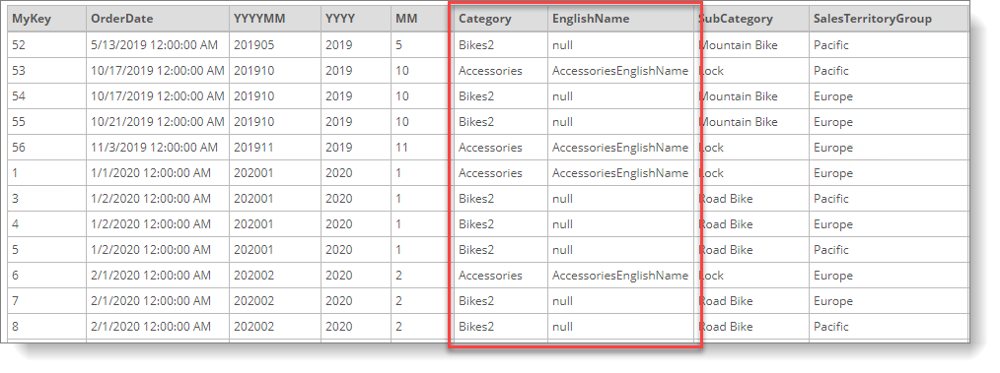 MyKey OrderDate YYYYMM YYYY MM Category EnglishName SubCategory SalesTerritoryGroup
52 5/13/2019 12:00:00 AM 201905 2019 5 Bikes2 null Mountain Bike Pacific
53 10/17/2019 12:00:00 AM 201910 2019 10 Accessories AccessoriesEnglishName Lock Pacific
54 10/17/2019 12:00:00 AM 201910 2019 10 Bikes2 null Mountain Bike Europe
55 10/21/2019 12:00:00 AM 201910 2019 10 Bikes2 null Mountain Bike Europe
56 11/3/2019 12:00:00 AM 201911 2019 11 Accessories AccessoriesEnglishName Lock Europe
1 1/1/2020 12:00:00 AM 202001 2020 1 Accessories AccessoriesEnglishName Lock Europe
3 1/2/2020 12:00:00 AM 202001 2020 1 Bikes2 null Road Bike Pacific
4 1/2/2020 12:00:00 AM 202001 2020 1 Bikes2 null Road Bike Europe
5 1/2/2020 12:00:00 AM 202001 2020 1 Bikes2 null Road Bike Pacific
6 2/1/2020 12:00:00 AM 202002 2020 2 Accessories AccessoriesEnglishName Lock Europe
7 2/1/2020 12:00:00 AM 202002 2020 2 Bikes2 null Road Bike Europe
8 2/1/2020 12:00:00 AM 202002 2020 2 Bikes2 null Road Bike Pacific